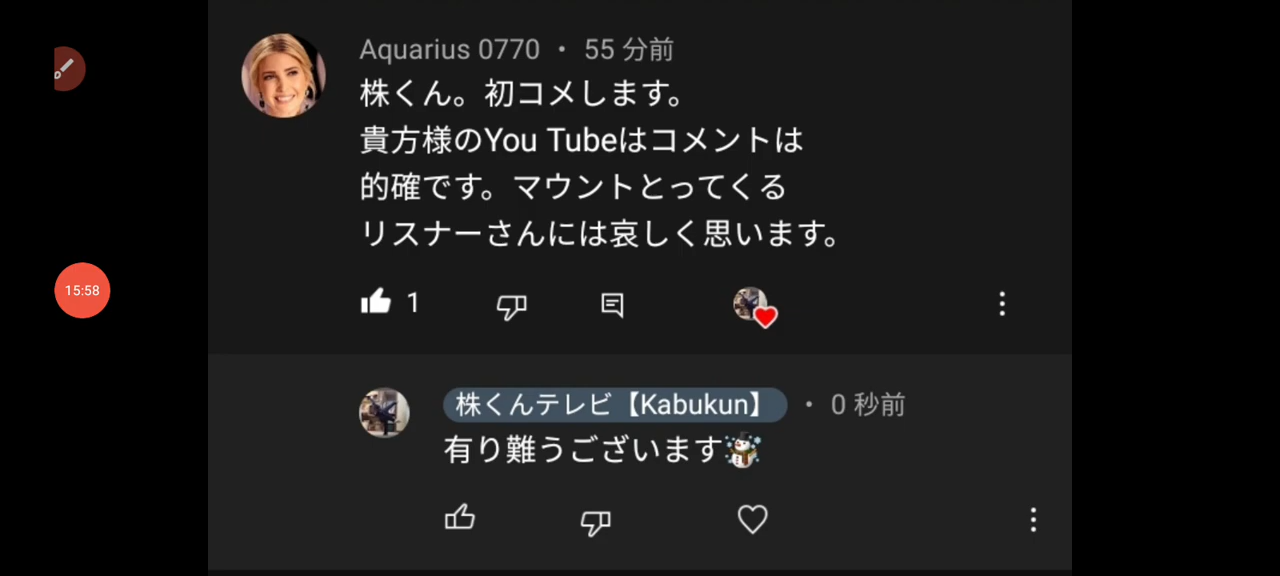 Aquarius 0770 • 55 分前
株くん。初コメします。
貴方様のYou Tubeはコメントは
的確です。マウントとってくる
リスナーさんには哀しく思います。
15:58
1
株くんテレビ【Kabukun】 • 0 秒前
有り難うございます☃️